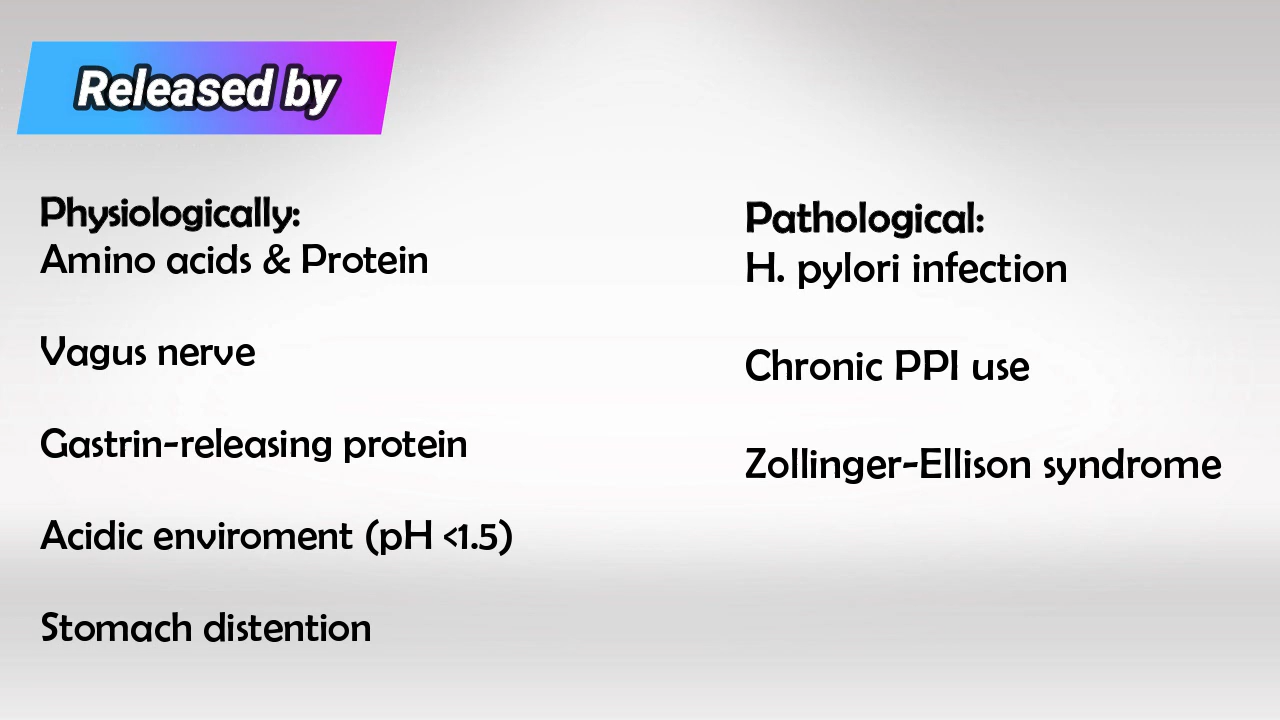 Released by
Physiologically:
Amino acids & Protein
Vagus nerve
Gastrin-releasing protein
Acidic enviroment (pH <1.5)
Stomach distention
Pathological:
H. pylori infection
Chronic PPI use
Zollinger-Ellison syndrome